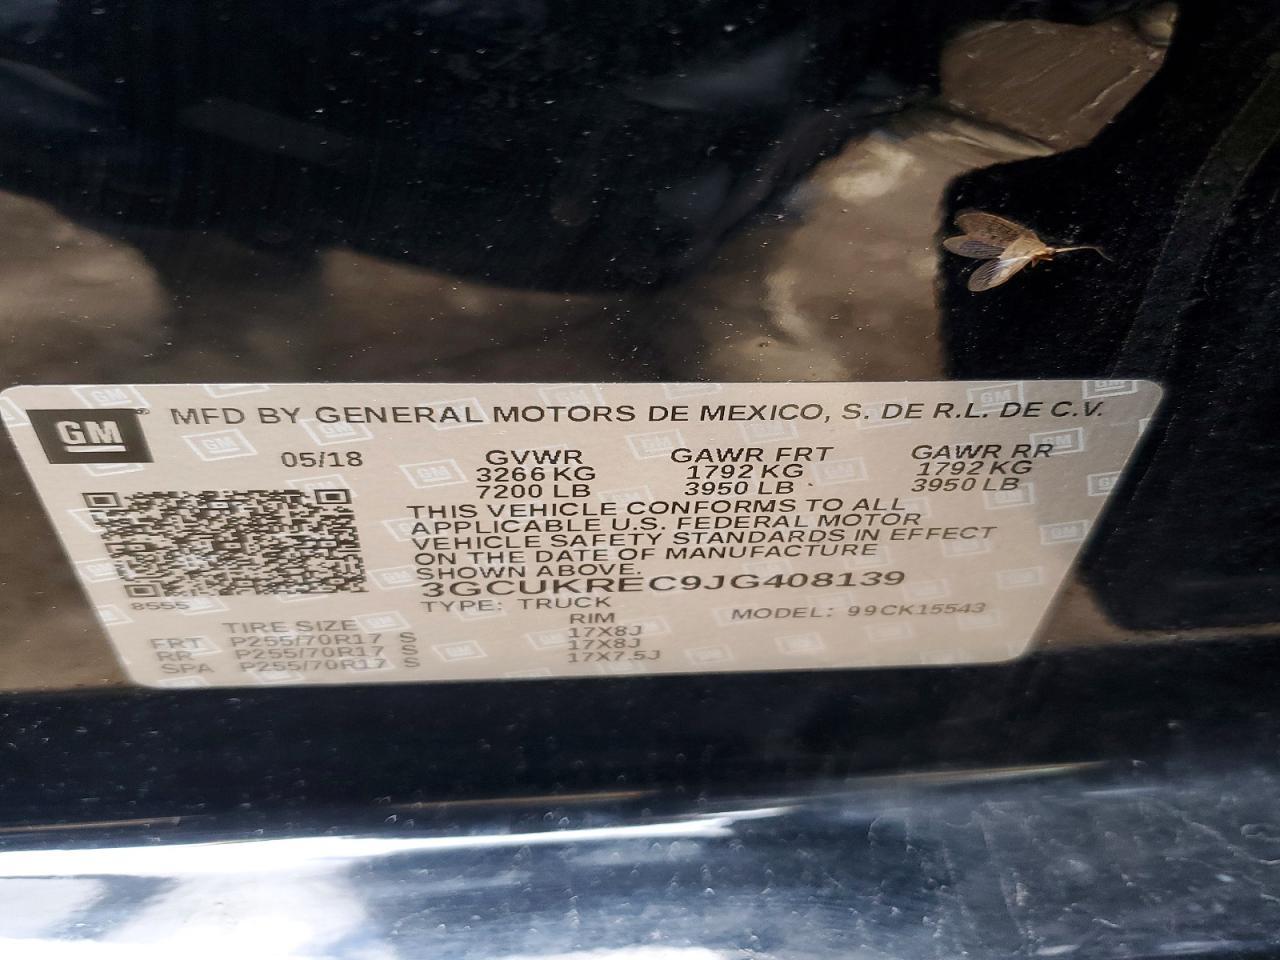 GM MFD BY GENERAL MOTORS DE MEXICO, S. DE R.L. DE C.V.
05/18 GVWR GAWR FRT GAWR RR
3266 KG 1792 KG 1792 KG
7200 LB 3950 LB 3950 LB
THIS VEHICLE CONFORMS TO ALL
APPLICABLE U.S. FEDERAL MOTOR
VEHICLE SAFETY STANDARDS IN EFFECT
ON THE DATE OF MANUFACTURE
SHOWN ABOVE.
3GCUKREC9JG408139
8555 TYPE: TRUCK MODEL: 99CK15543
TIRE SIZE RIM
FRT P255/70R17 S 17X8J
RR P255/70R17 S 17X8J
SPA P255/70R17 S 17X7.5J